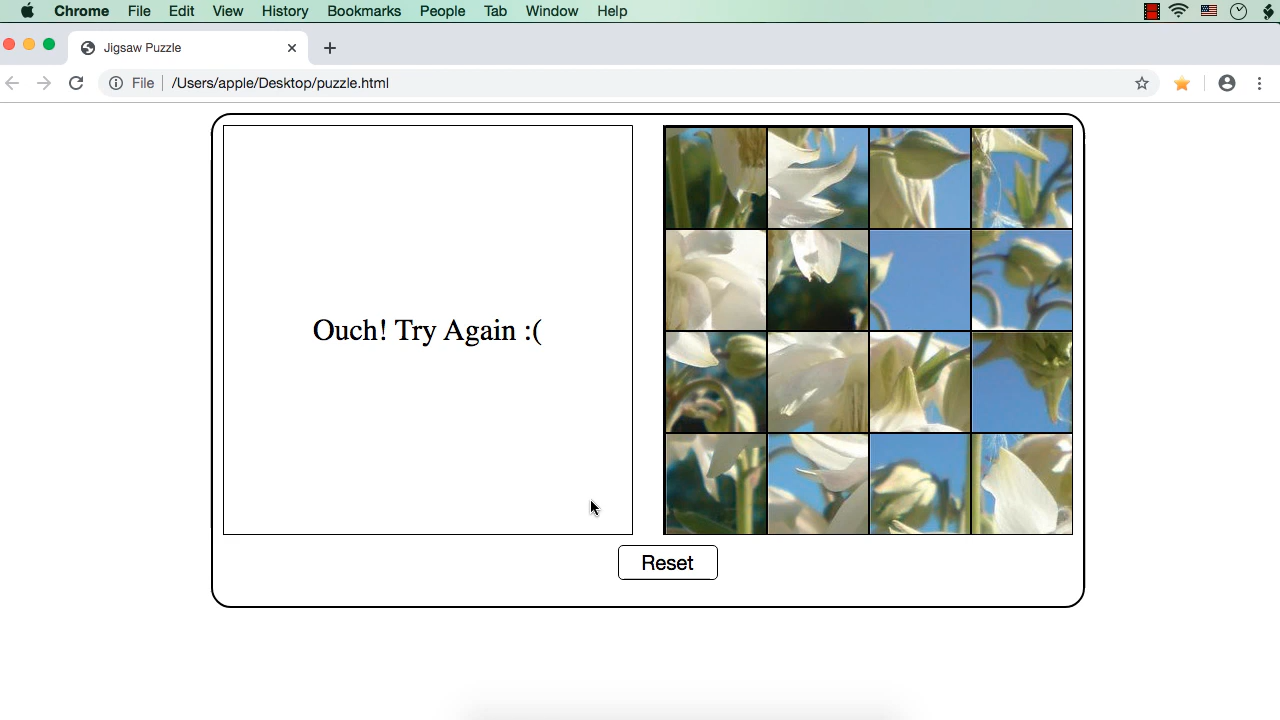 Chrome File Edit View History Bookmarks People Tab Window Help
Jigsaw Puzzle
File /Users/apple/Desktop/puzzle.html
Ouch! Try Again :(
Reset